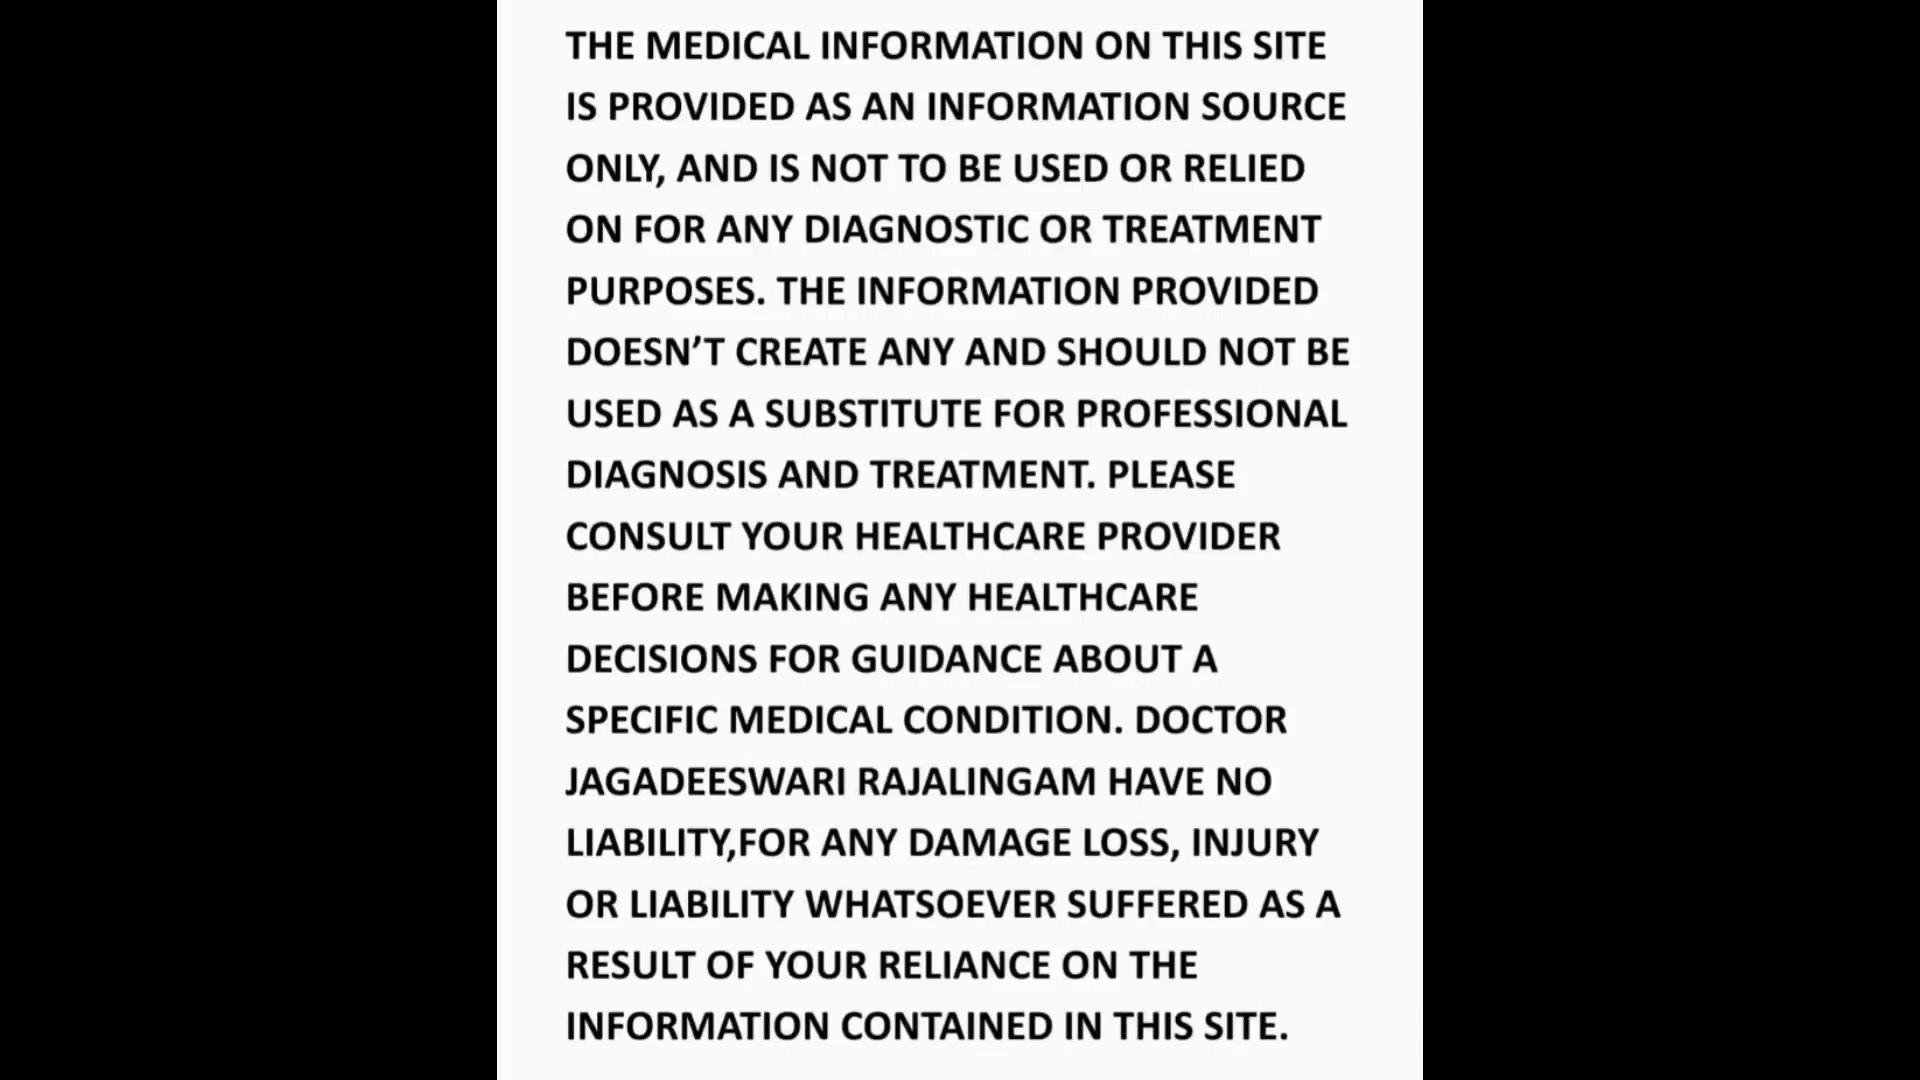 THE MEDICAL INFORMATION ON THIS SITE
IS PROVIDED AS AN INFORMATION SOURCE
ONLY, AND IS NOT TO BE USED OR RELIED
ON FOR ANY DIAGNOSTIC OR TREATMENT
PURPOSES. THE INFORMATION PROVIDED
DOESN’T CREATE ANY AND SHOULD NOT BE
USED AS A SUBSTITUTE FOR PROFESSIONAL
DIAGNOSIS AND TREATMENT. PLEASE
CONSULT YOUR HEALTHCARE PROVIDER
BEFORE MAKING ANY HEALTHCARE
DECISIONS FOR GUIDANCE ABOUT A
SPECIFIC MEDICAL CONDITION. DOCTOR
JAGADEESWARI RAJALINGAM HAVE NO
LIABILITY,FOR ANY DAMAGE LOSS, INJURY
OR LIABILITY WHATSOEVER SUFFERED AS A
RESULT OF YOUR RELIANCE ON THE
INFORMATION CONTAINED IN THIS SITE.